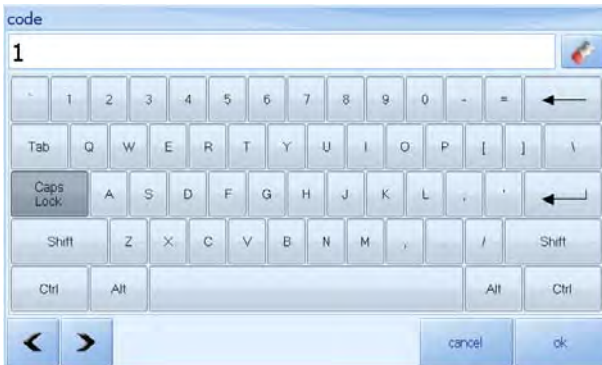 code
1
` 1 2 3 4 5 6 7 8 9 0 - =
Tab Q W E R T Y U I O P [ ] \
Caps Lock A S D F G H J K L ; '
Shift Z X C V B N M , / Shift
Ctrl Alt Alt Ctrl
cancel ok